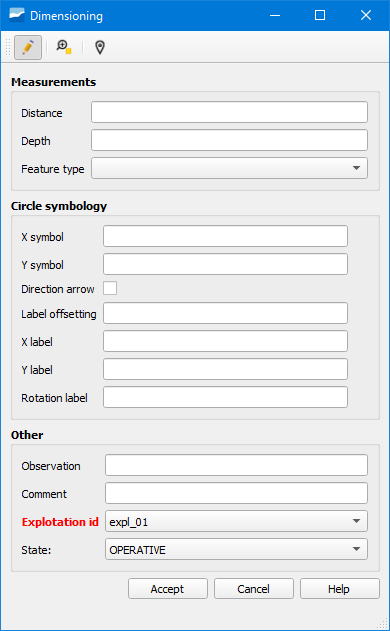 Dimensioning
Measurements
Distance
Depth
Feature type
Circle symbology
X symbol
Y symbol
Direction arrow
Label offsetting
X label
Y label
Rotation label
Other
Observation
Comment
Explotation id expl_01
State: OPERATIVE
Accept Cancel Help